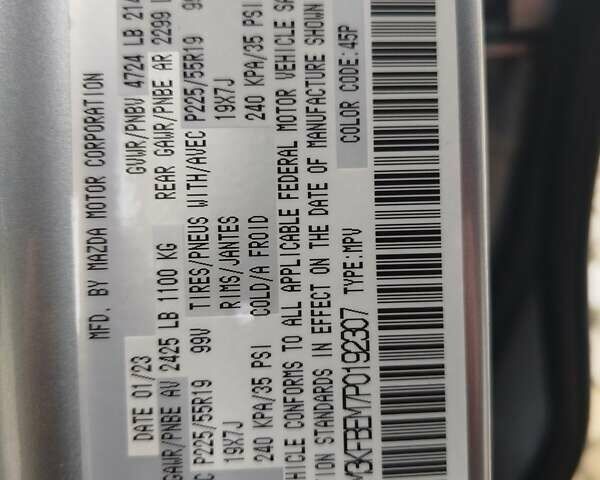 MFD. BY MAZDA MOTOR CORPORATION
DATE 01/23 GVWR/PNBV 4724 LB 214
GAWR/PNBE AV 2425 LB 1100 KG REAR GAWR/PNBE AR 2299
P225/55R19 99V TIRES/PNEUS WITH/AVEC P225/55R19
19X7J RIMS/JANTES 19X7J
240 KPA/35 PSI COLD/A FROID 240 KPA/35 PSI
HICLE CONFORMS TO ALL APPLICABLE FEDERAL MOTOR VEHICLE
ION STANDARDS IN EFFECT ON THE DATE OF MANUFACTURE SHOWN
M3KFBEM7P0192307 TYPE:MPV COLOR CODE:45P